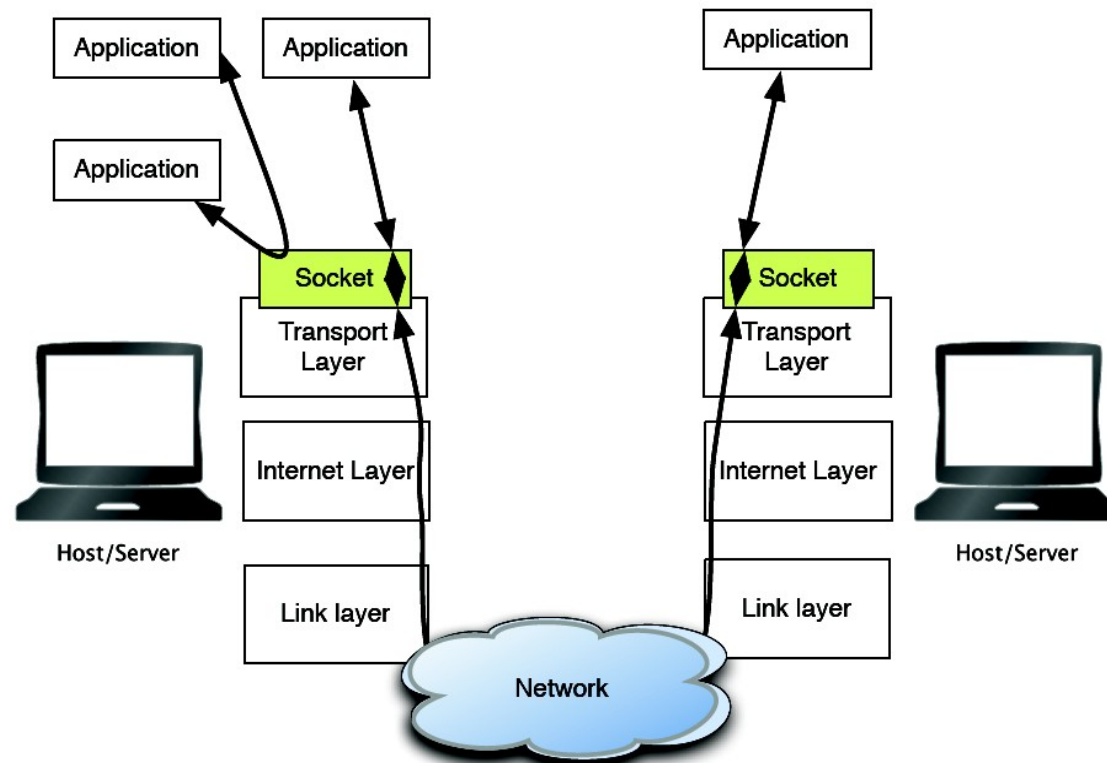 Application
Application
Application
Application
Socket
Socket
Transport
Layer
Transport
Layer
Internet Layer
Internet Layer
Host/Server
Host/Server
Link layer
Link layer
Network